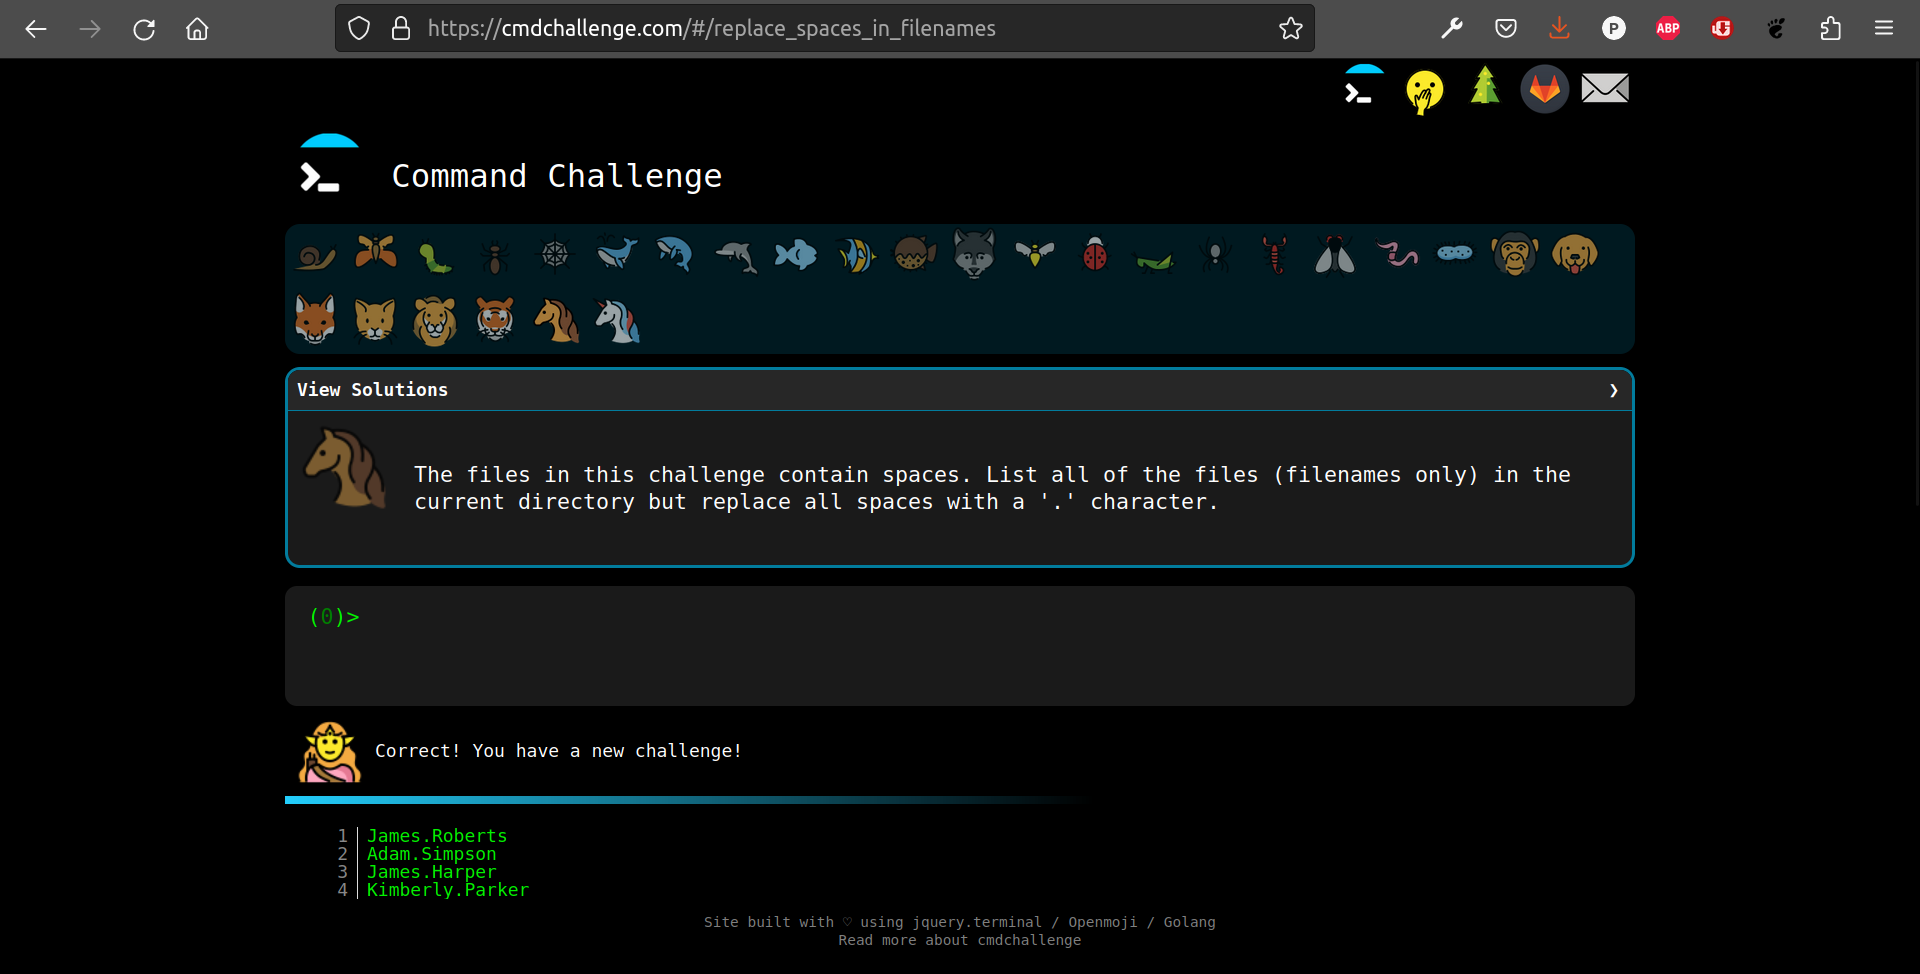 https://cmdchallenge.com/#/replace_spaces_in_filenames
P
ABP
Command Challenge
View Solutions
The files in this challenge contain spaces. List all of the files (filenames only) in the
current directory but replace all spaces with a '.' character.
(0)>
Correct! You have a new challenge!
1 James.Roberts
2 Adam.Simpson
3 James.Harper
4 Kimberly.Parker
Site built with ♡ using jquery.terminal / Openmoji / Golang
Read more about cmdchallenge